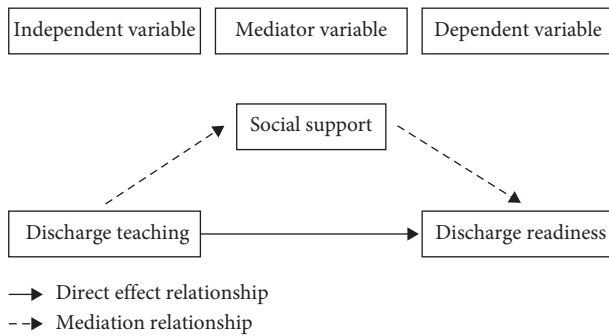 Independent variable
Mediator variable
Dependent variable
Social support
Discharge teaching
Discharge readiness
Direct effect relationship
Mediation relationship